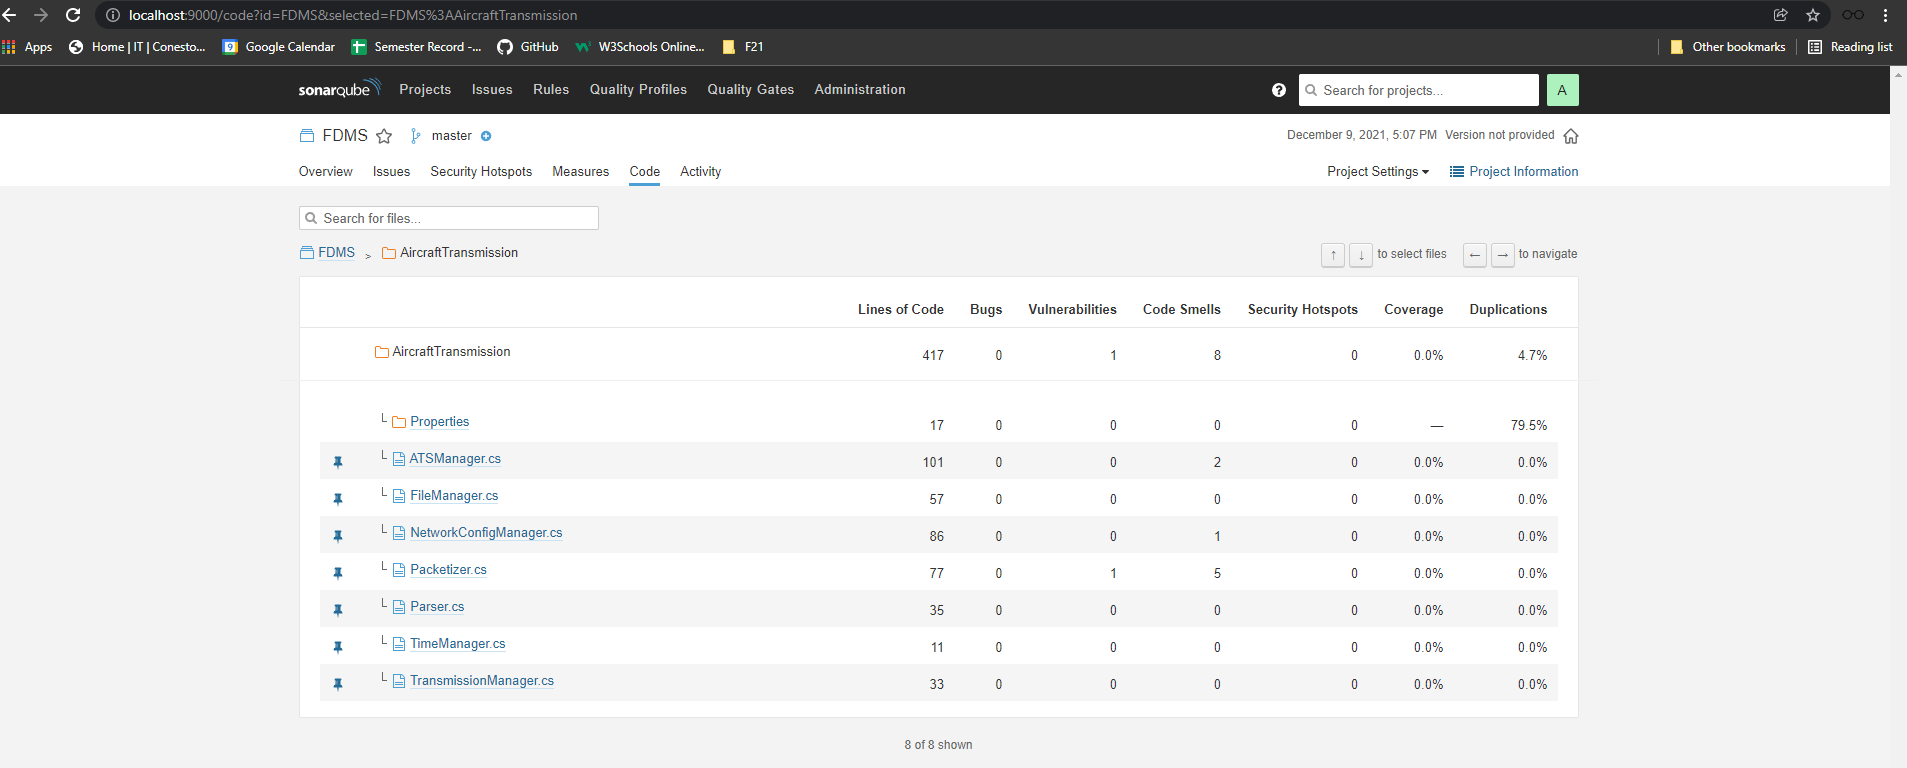 localhost:9000/code?id=FDMS&selected=FDMS%3AAircraftTransmission
Apps Home | IT | Conesto... Google Calendar Semester Record -... GitHub W3Schools Online... F21 Other bookmarks Reading list
sonarqube Projects Issues Rules Quality Profiles Quality Gates Administration ? Search for projects... A
FDMS master December 9, 2021, 5:07 PM Version not provided
Overview Issues Security Hotspots Measures Code Activity Project Settings Project Information
Search for files...
FDMS > AircraftTransmission ↑ ↓ to select files ← → to navigate
Lines of Code Bugs Vulnerabilities Code Smells Security Hotspots Coverage Duplications
AircraftTransmission 417 0 1 8 0 0.0% 4.7%
Properties 17 0 0 0 0 — 79.5%
ATSManager.cs 101 0 0 2 0 0.0% 0.0%
FileManager.cs 57 0 0 0 0 0.0% 0.0%
NetworkConfigManager.cs 86 0 0 1 0 0.0% 0.0%
Packetizer.cs 77 0 1 5 0 0.0% 0.0%
Parser.cs 35 0 0 0 0 0.0% 0.0%
TimeManager.cs 11 0 0 0 0 0.0% 0.0%
TransmissionManager.cs 33 0 0 0 0 0.0% 0.0%
8 of 8 shown